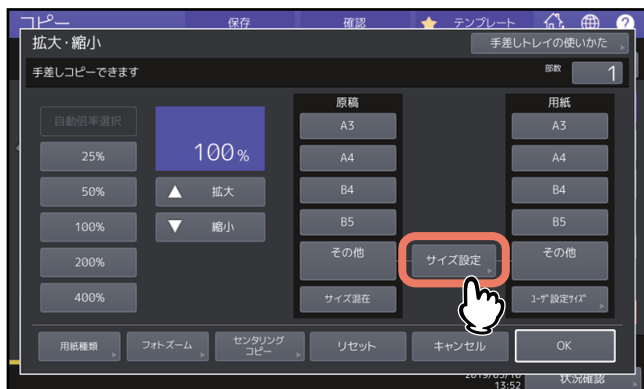 コピー 保存 確認 テンプレート ?
拡大・縮小 手差しトレイの使いかた
手差しコピーできます 部数 1
原稿 用紙
自動倍率選択 A3 A3
100%
25% A4 A4
50% 拡大 B4 B4
100% 縮小 B5 B5
200% その他 サイズ設定 その他
400% サイズ混在 ユーザ設定サイズ
用紙種類 フォトズーム センタリング
コピー リセット キャンセル OK
13:52 状況確認